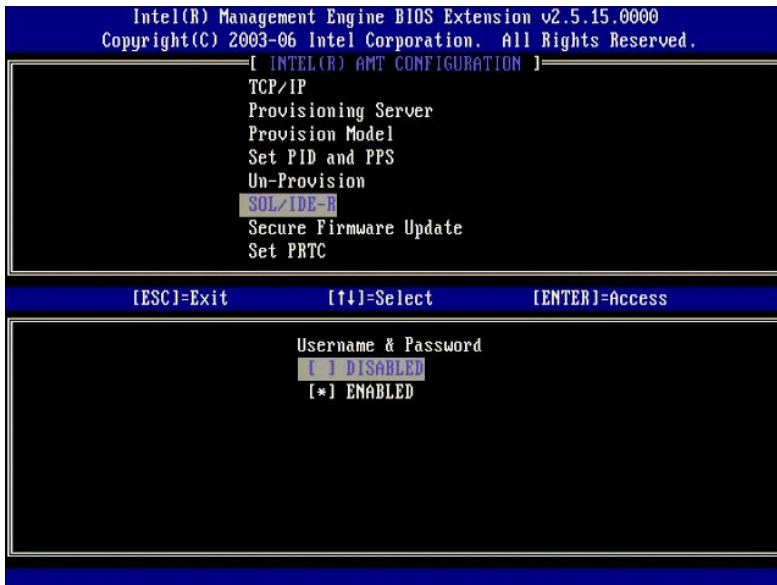 Intel(R) Management Engine BIOS Extension v2.5.15.0000
Copyright(C) 2003-06 Intel Corporation. All Rights Reserved.
[ INTEL(R) AMT CONFIGURATION ]
TCP/IP
Provisioning Server
Provision Model
Set PID and PPS
Un-Provision
SOL/IDE-R
Secure Firmware Update
Set PRTC
[ESC]=Exit [↑↓]=Select [ENTER]=Access
Username & Password
[ ] DISABLED
[*] ENABLED